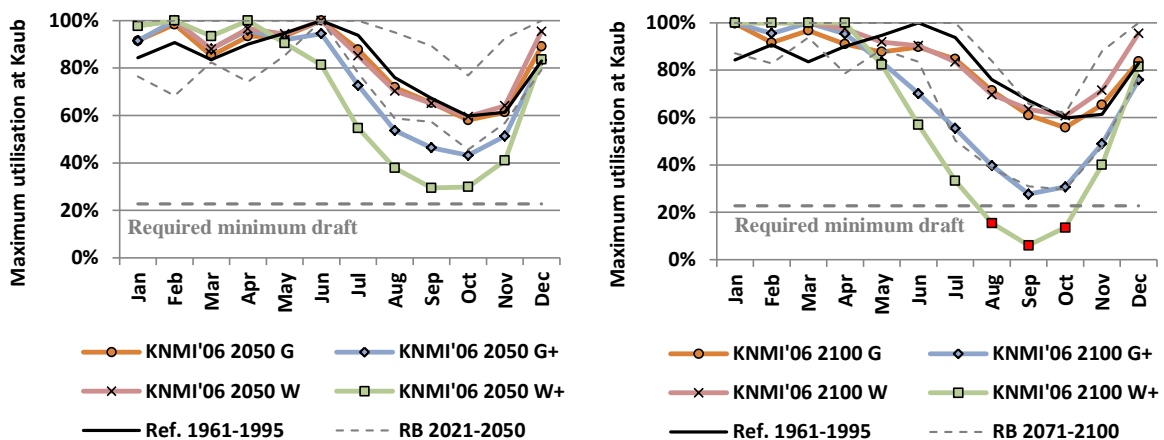 Maximum utilisation at Kaub
100%
80%
60%
40%
20%
0%
Required minimum draft
Jan
Feb
Mar
Apr
May
Jun
Jul
Aug
Sep
Oct
Nov
Dec
KNMI'06 2050 G
KNMI'06 2050 G+
KNMI'06 2050 W
KNMI'06 2050 W+
Ref. 1961-1995
RB 2021-2050
Maximum utilisation at Kaub
100%
80%
60%
40%
20%
0%
Required minimum draft
Jan
Feb
Mar
Apr
May
Jun
Jul
Aug
Sep
Oct
Nov
Dec
KNMI'06 2100 G
KNMI'06 2100 G+
KNMI'06 2100 W
KNMI'06 2100 W+
Ref. 1961-1995
RB 2071-2100